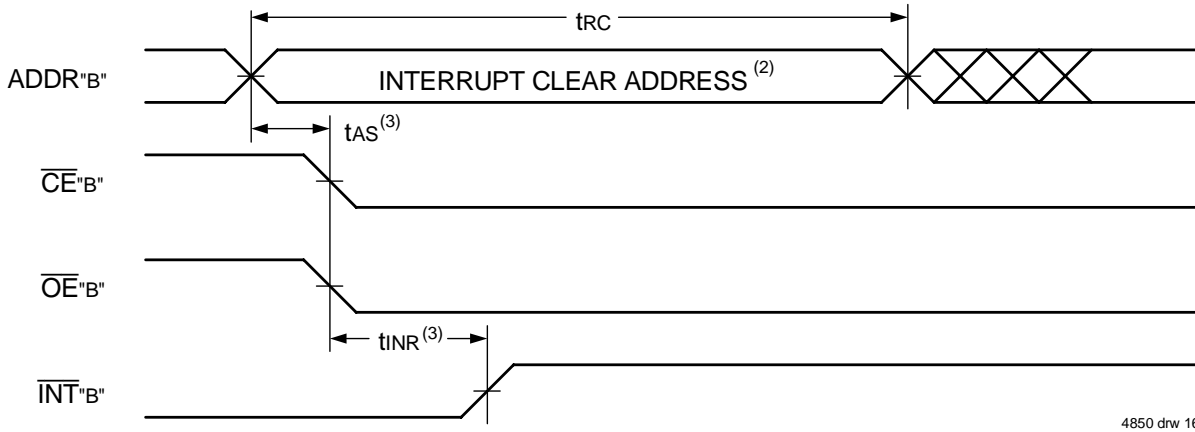 tRC
ADDR"B"
INTERRUPT CLEAR ADDRESS (2)
tAS(3)
CE"B"
OE"B"
tINR(3)
INT"B"
4850 drw 16